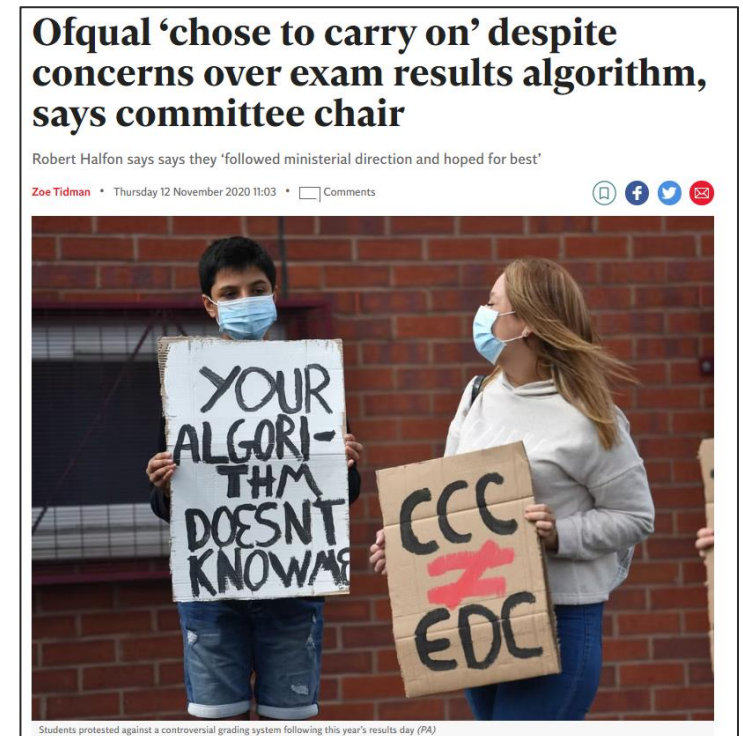 Ofqual ‘chose to carry on’ despite
concerns over exam results algorithm,
says committee chair
Robert Halfon says says they ‘followed ministerial direction and hoped for best’
Zoe Tidman • Thursday 12 November 2020 11:03 • Comments
YOUR
ALGORI-
THM
DOESNT
KNOW ME
CCC
≠
EDC
Students protested against a controversial grading system following this year's results day (PA)